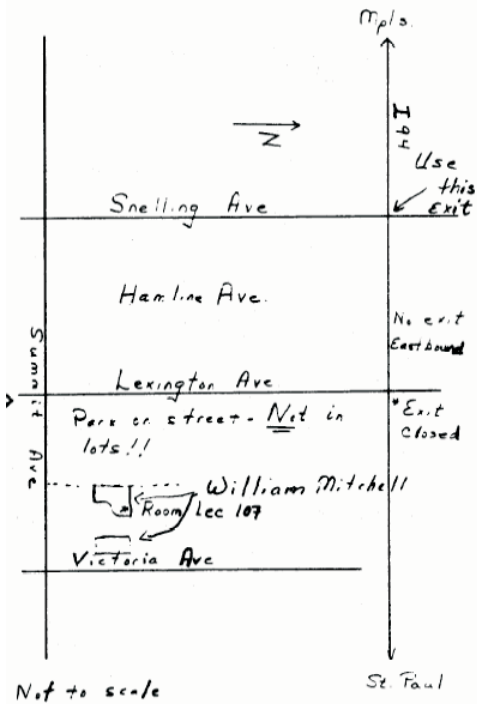 Mpls.
I 94
N
Use
this
Exit
Snelling Ave
Hamline Ave.
No exit
Eastbound
Summit Ave
Lexington Ave
*Exit
Closed
Park on street - Not in
lots!!
William Mitchell
Room Lec 107
Victoria Ave
Not to scale
St. Paul